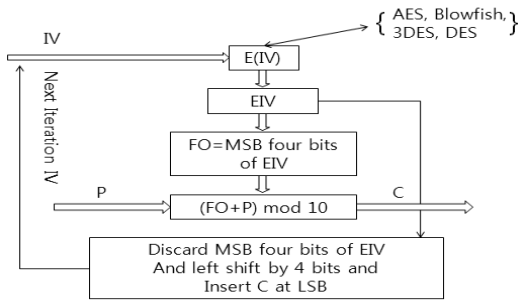 AES, Blowfish,
3DES, DES
IV
E(IV)
EIV
FO=MSB four bits
of EIV
Next Iteration IV
P
(FO+P) mod 10
C
Discard MSB four bits of EIV
And left shift by 4 bits and
Insert C at LSB